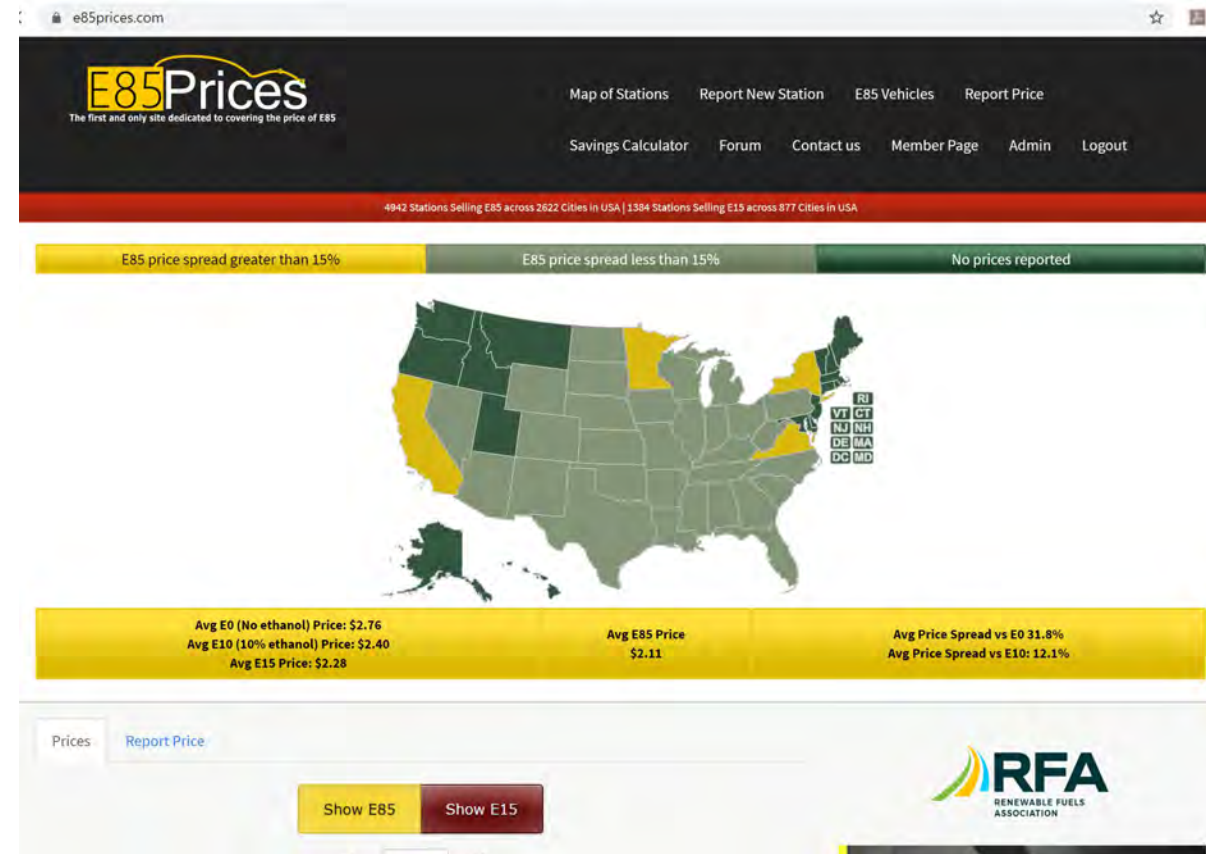 e85prices.com
E85Prices
The first and only site dedicated to covering the price of E85
Map of Stations Report New Station E85 Vehicles Report Price
Savings Calculator Forum Contact us Member Page Admin Logout
4942 Stations Selling E85 across 2622 Cities in USA | 1384 Stations Selling E15 across 877 Cities in USA
E85 price spread greater than 15% E85 price spread less than 15% No prices reported
RI
VT CT
NJ NH
DE MA
DC MD
Avg E0 (No ethanol) Price: $2.76
Avg E10 (10% ethanol) Price: $2.40
Avg E15 Price: $2.28
Avg E85 Price
$2.11
Avg Price Spread vs E0 31.8%
Avg Price Spread vs E10: 12.1%
Prices Report Price
Show E85 Show E15
RFA
RENEWABLE FUELS
ASSOCIATION